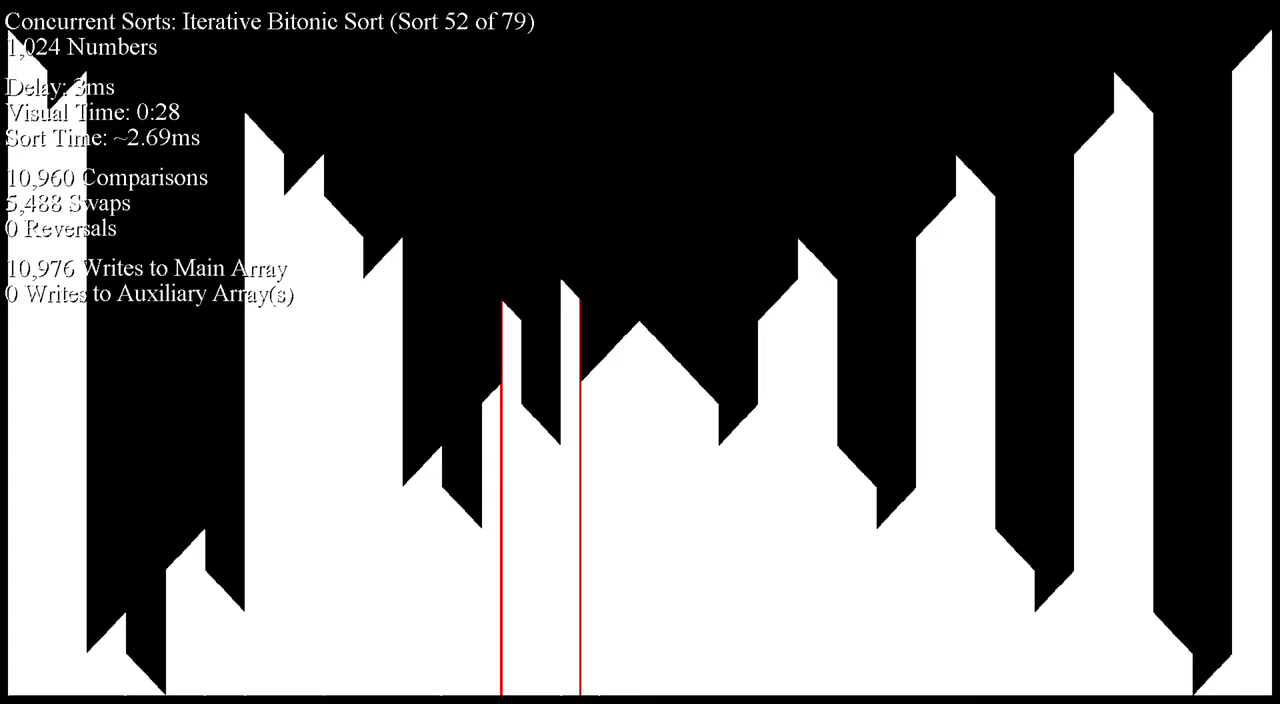 Concurrent Sorts: Iterative Bitonic Sort (Sort 52 of 79)
1,024 Numbers
Delay: 3ms
Visual Time: 0:28
Sort Time: ~2.69ms
10,960 Comparisons
5,488 Swaps
0 Reversals
10,976 Writes to Main Array
0 Writes to Auxiliary Array(s)